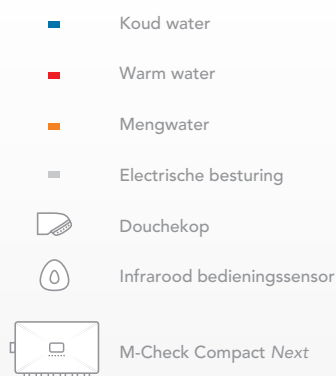 Koud water
Warm water
Mengwater
Electrische besturing
Douchekop
Infrarood bedieningssensor
M-Check Compact Next